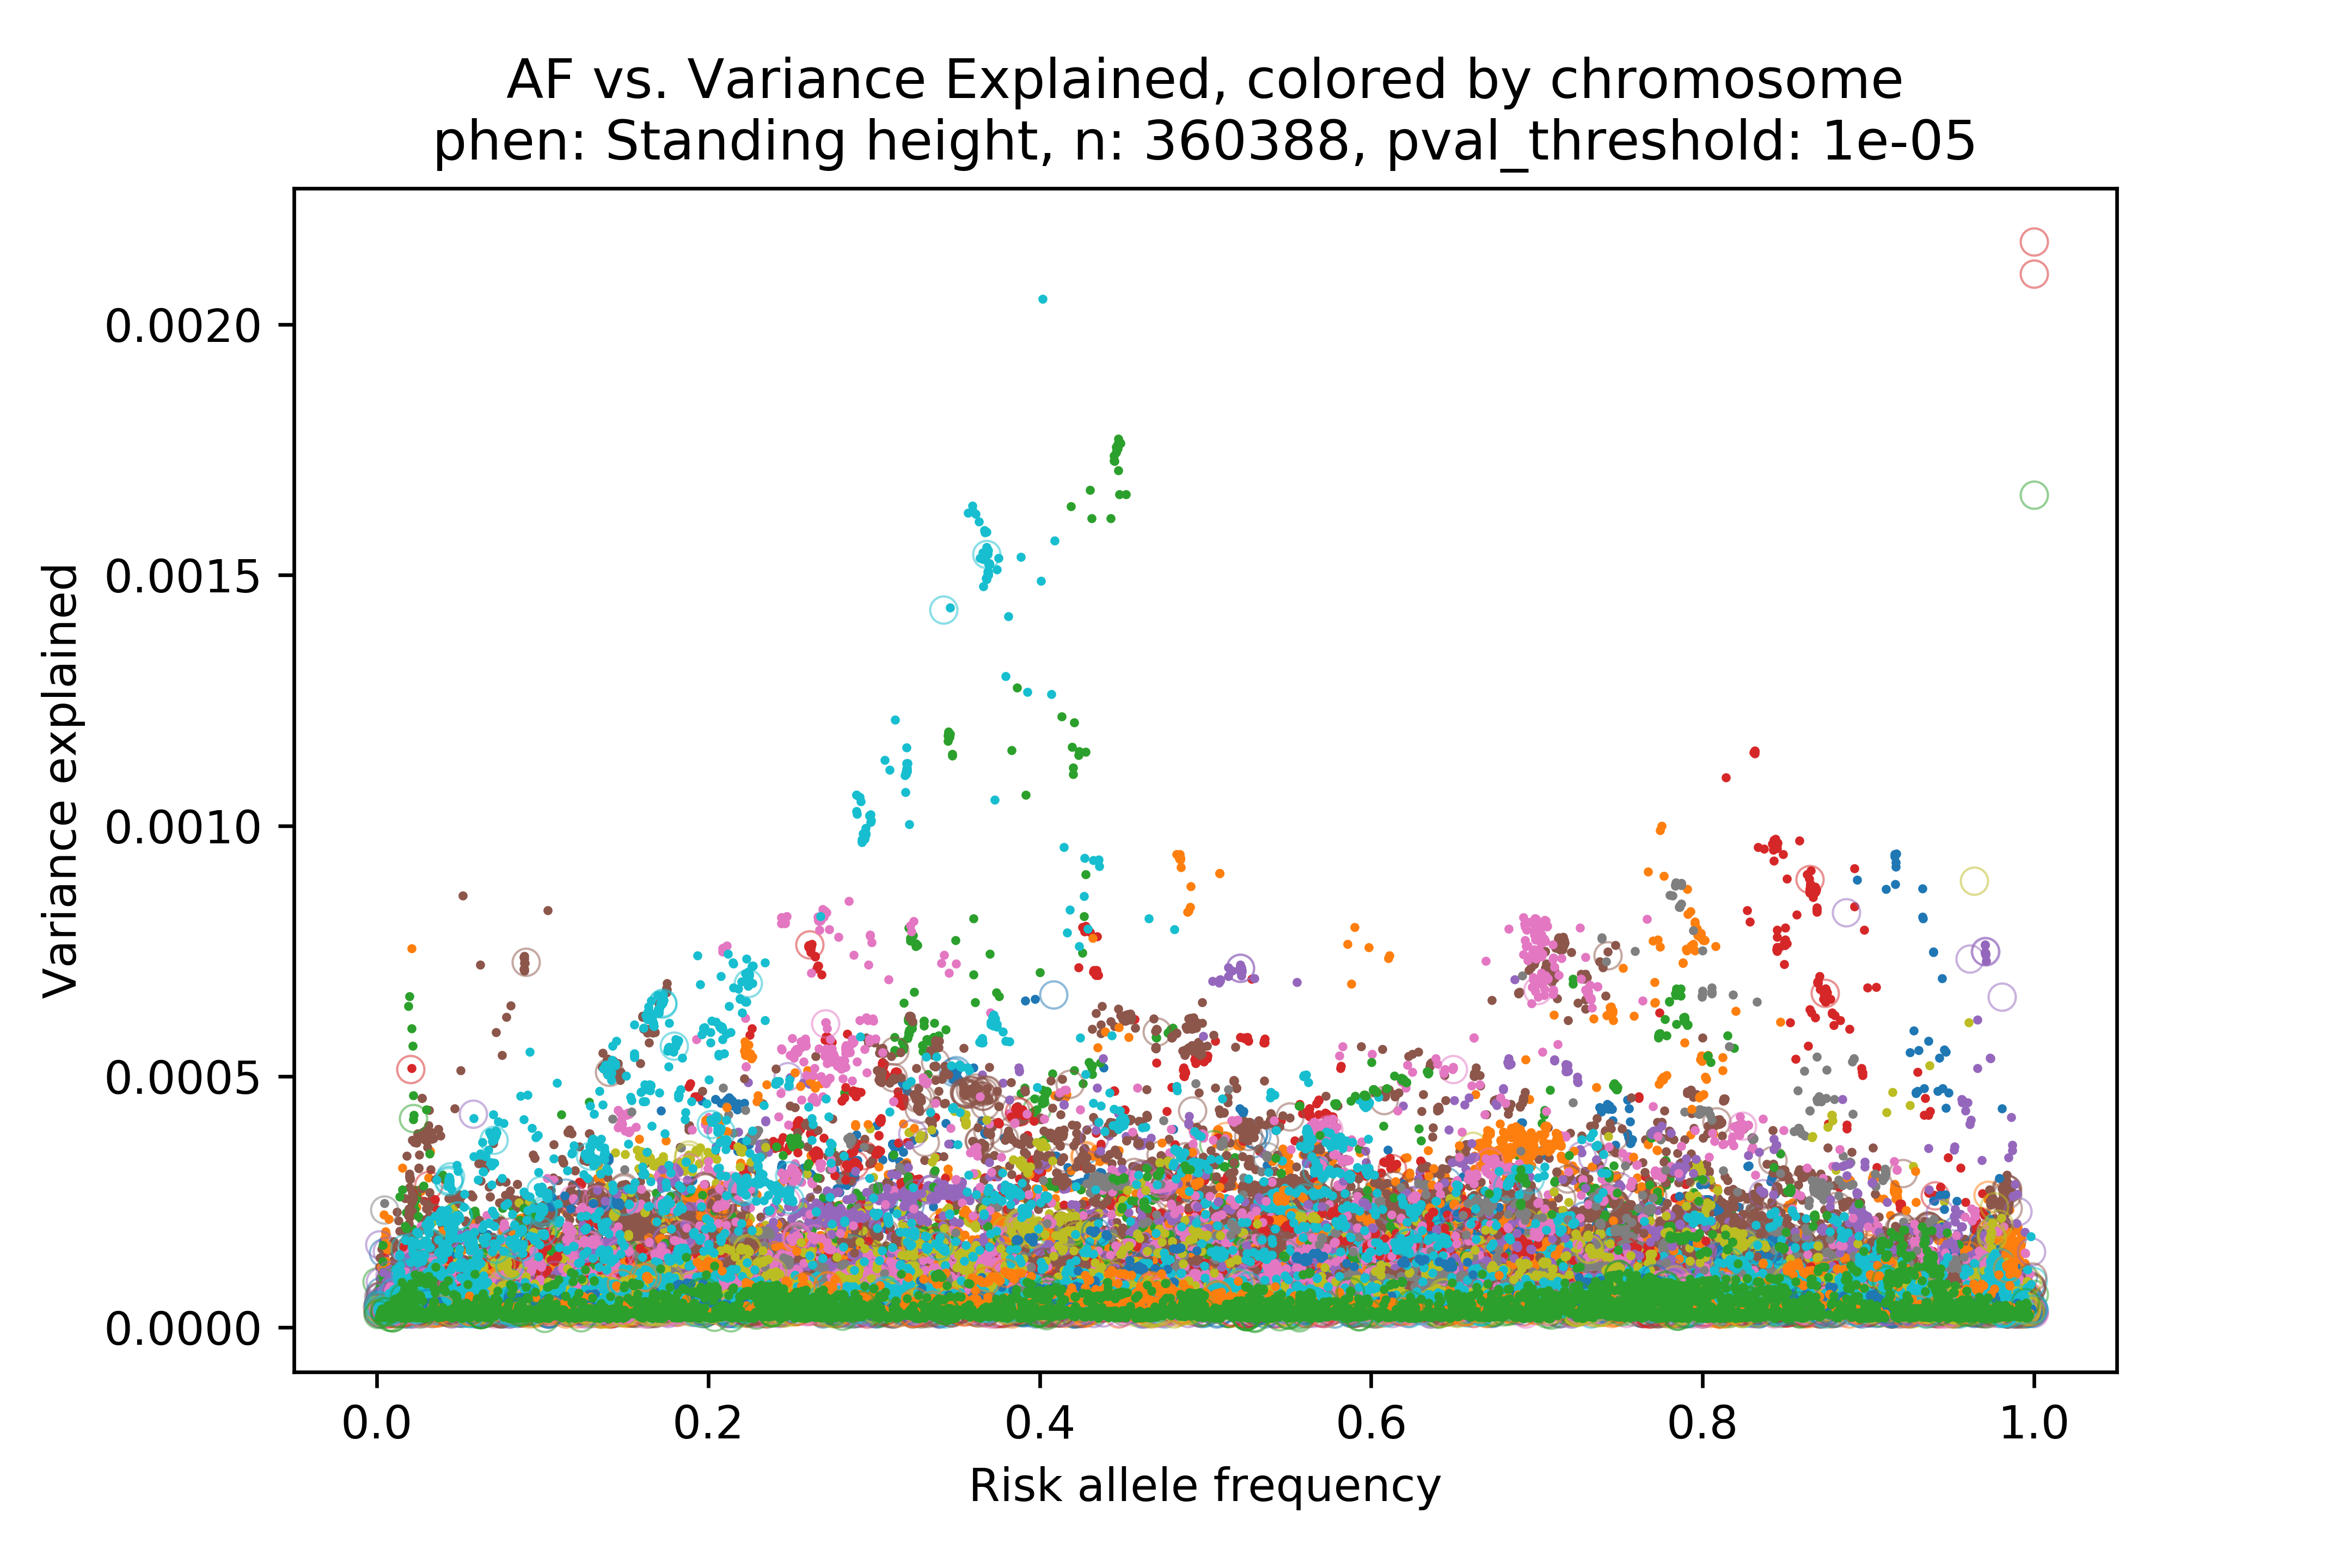 AF vs. Variance Explained, colored by chromosome
phen: Standing height, n: 360388, pval_threshold: 1e-05
Variance explained
0.0020
0.0015
0.0010
0.0005
0.0000
0.0 0.2 0.4 0.6 0.8 1.0
Risk allele frequency